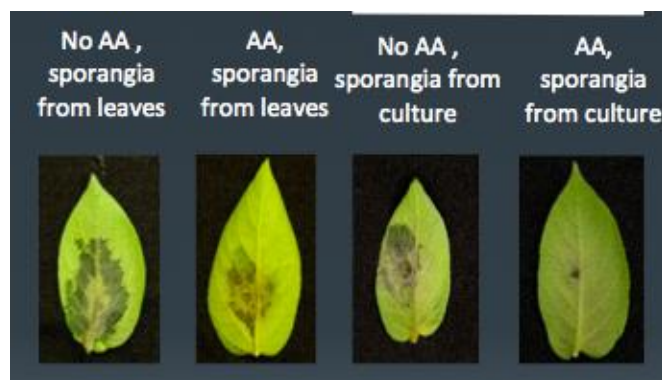 No AA ,
sporangia
from leaves
AA,
sporangia
from leaves
No AA ,
sporangia from
culture
AA,
sporangia
from culture